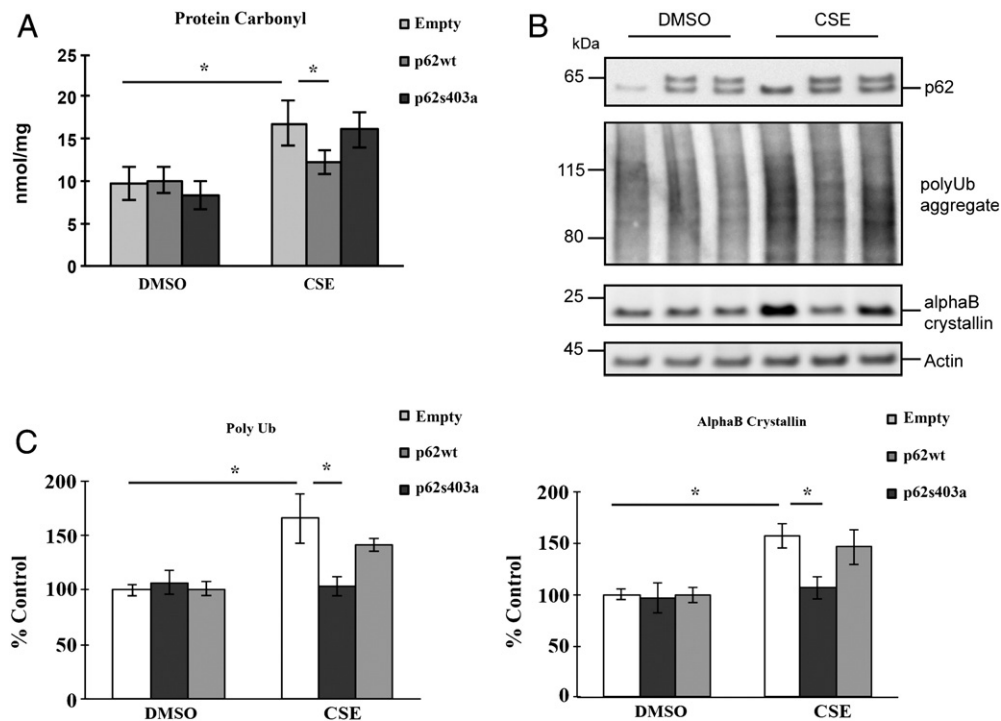 A
Protein Carbonyl
Empty
p62wt
p62s403a
*
*
25
20
15
10
5
0
nmol/mg
DMSO
CSE
B
DMSO
CSE
kDa
65
p62
115
polyUb
aggregate
80
25
alphaB
crystallin
45
Actin
C
Poly Ub
Empty
p62wt
p62s403a
*
*
200
150
100
50
0
% Control
DMSO
CSE
AlphaB Crystallin
Empty
p62wt
p62s403a
*
*
200
150
100
50
0
% Control
DMSO
CSE